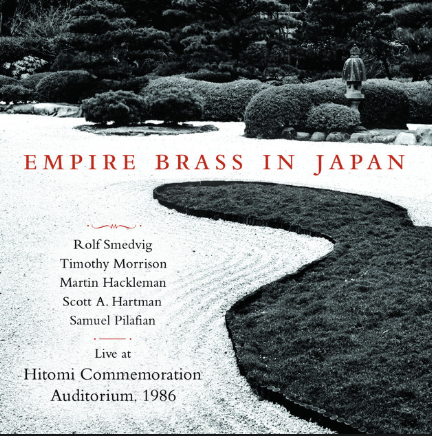 EMPIRE BRASS IN JAPAN
Rolf Smedvig
Timothy Morrison
Martin Hackleman
Scott A. Hartman
Samuel Pilafian
Live at
Hitomi Commemoration
Auditorium, 1986